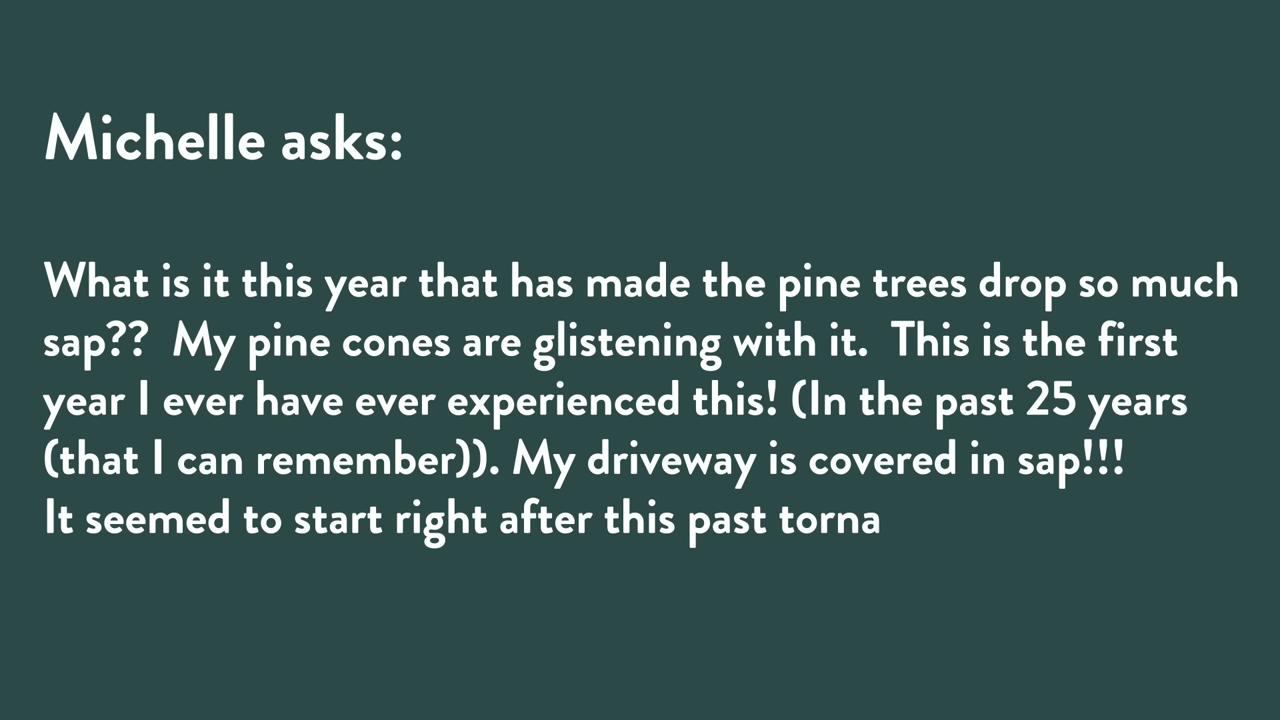 Michelle asks:
What is it this year that has made the pine trees drop so much
sap??  My pine cones are glistening with it.  This is the first
year I ever have ever experienced this! (In the past 25 years
(that I can remember)). My driveway is covered in sap!!!
It seemed to start right after this past torna